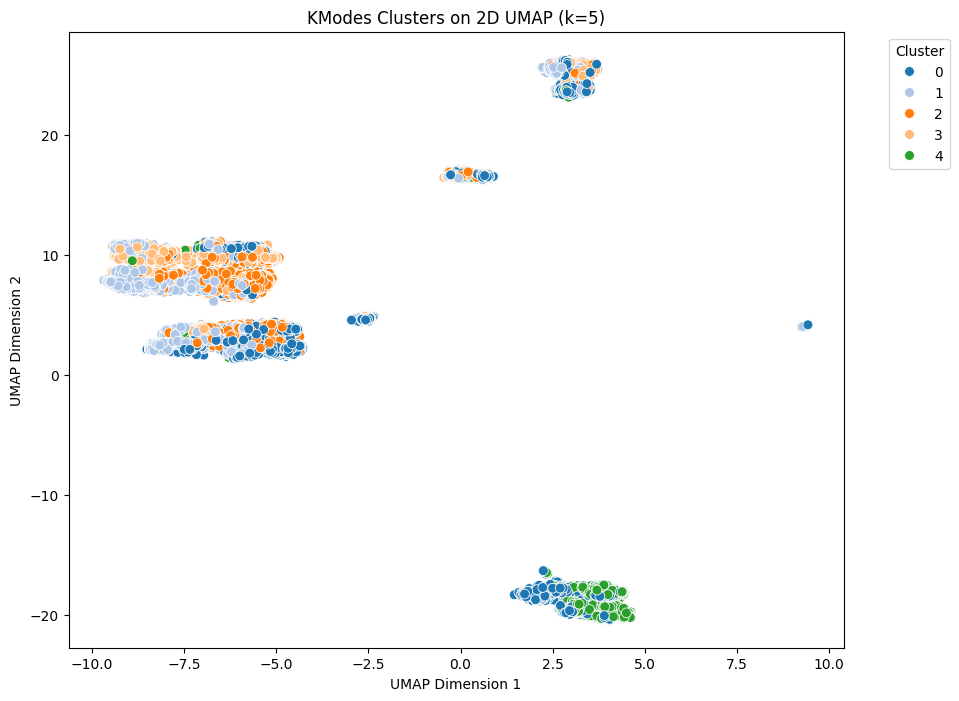 KModes Clusters on 2D UMAP (k=5)
Cluster
0
1
2
3
4
UMAP Dimension 2
20
10
0
−10
−20
−10.0 −7.5 −5.0 −2.5 0.0 2.5 5.0 7.5 10.0
UMAP Dimension 1